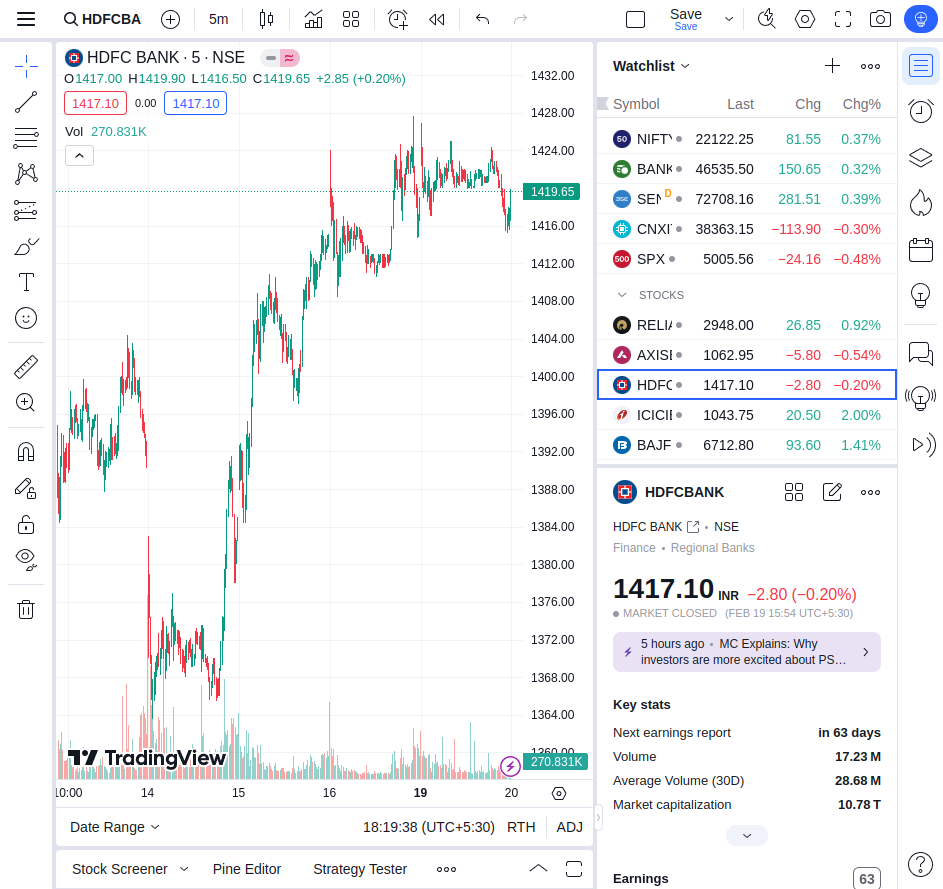 HDFCBA 5m Save
Save
HDFC BANK · 5 · NSE
O1417.00 H1419.90 L1416.50 C1419.65 +2.85 (+0.20%)
1417.10 0.00 1417.10
Vol 270.831K
1432.00
1428.00
1424.00
1419.65
1416.00
1412.00
1408.00
1404.00
1400.00
1396.00
1392.00
1388.00
1384.00
1380.00
1376.00
1372.00
1368.00
1364.00
1360.00
270.831K
TradingView
10:00 14 15 16 19 20
Date Range 18:19:38 (UTC+5:30) RTH ADJ
Stock Screener Pine Editor Strategy Tester
Watchlist
Symbol Last Chg Chg%
50 NIFTY 22122.25 81.55 0.37%
BANK 46535.50 150.65 0.32%
BSE SEN D 72708.16 281.51 0.39%
CNXI 38363.15 −113.90 −0.30%
500 SPX 5005.56 −24.16 −0.48%
STOCKS
RELIA 2948.00 26.85 0.92%
AXISE 1062.95 −5.80 −0.54%
HDFC 1417.10 −2.80 −0.20%
ICICIE 1043.75 20.50 2.00%
BAJF 6712.80 93.60 1.41%
HDFCBANK
HDFC BANK • NSE
Finance • Regional Banks
1417.10 INR −2.80 (−0.20%)
MARKET CLOSED (FEB 19 15:54 UTC+5:30)
5 hours ago • MC Explains: Why
investors are more excited about PS…
Key stats
Next earnings report in 63 days
Volume 17.23 M
Average Volume (30D) 28.68 M
Market capitalization 10.78 T
Earnings 63